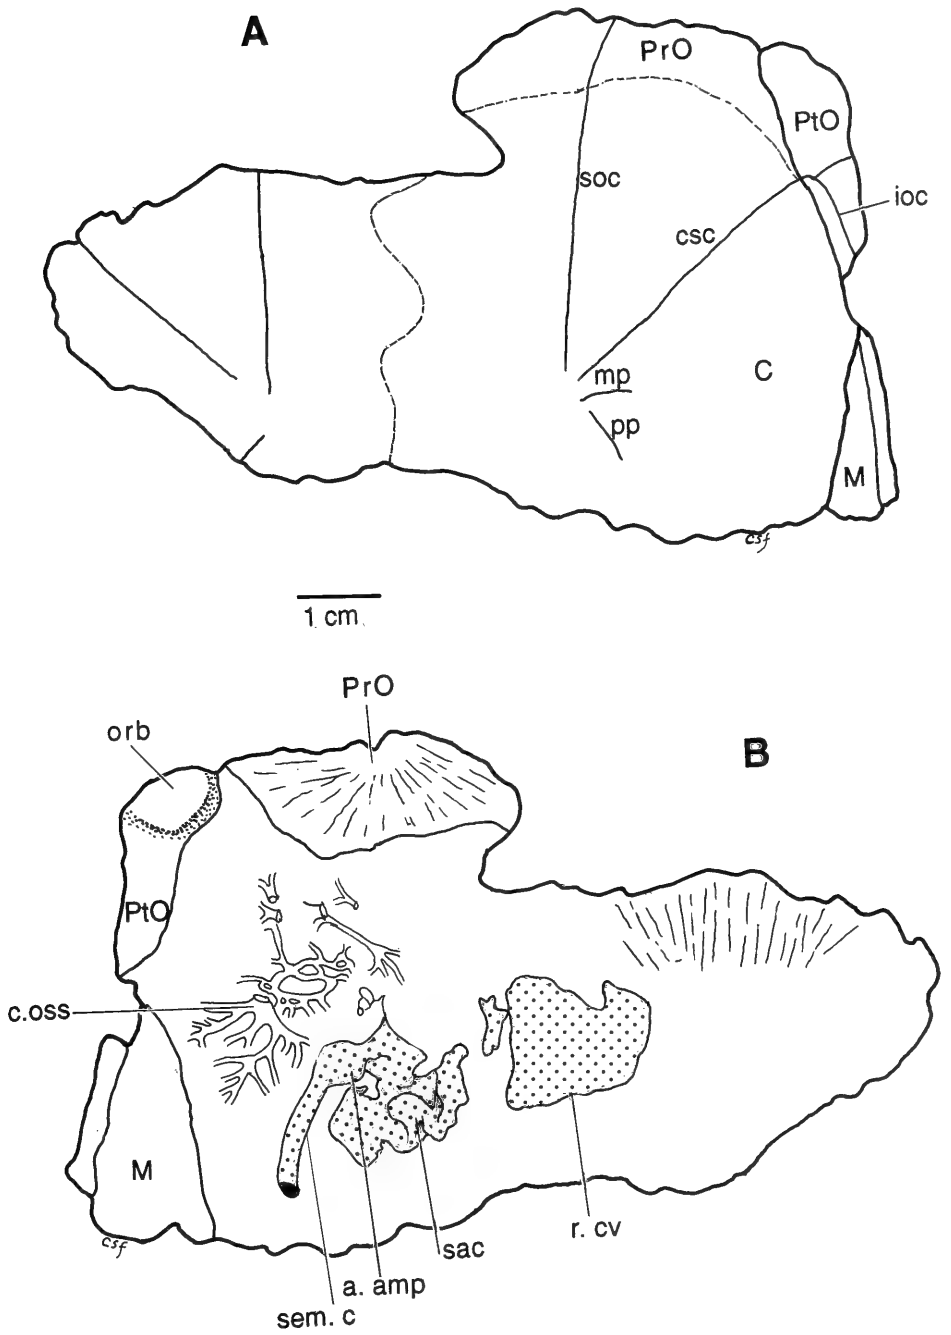 A
PrO
PtO
soc
ioc
csc
mp
C
pp
M
csf
1 cm
PrO
orb
B
PtO
c.oss
M
csf
r. cv
sac
a. amp
sem. c